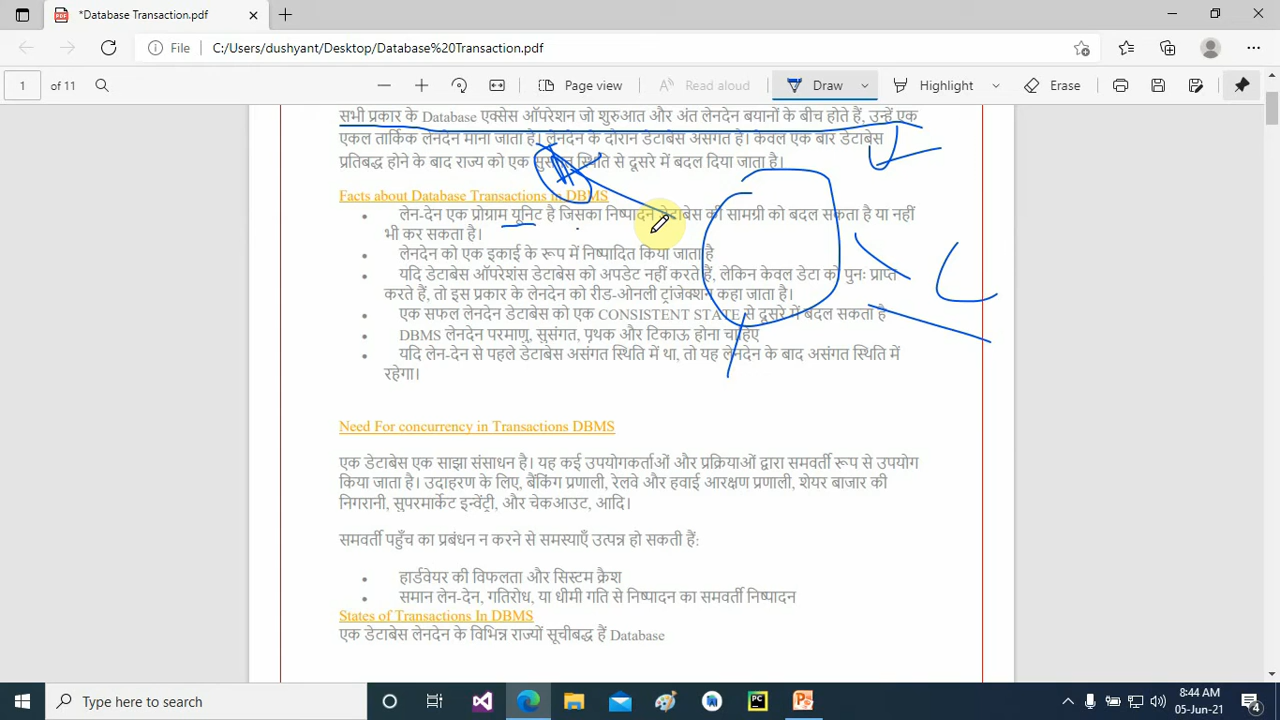 *Database Transaction.pdf
File C:/Users/dushyant/Desktop/Database%20Transaction.pdf
1 of 11 Page view Read aloud Draw Highlight Erase
सभी प्रकार के Database एक्सेस ऑपरेशन जो शुरुआत और अंत लेनदेन बयानों के बीच होते हैं, उन्हें एक
एकल तार्किक लेनदेन माना जाता है। लेनदेन के दौरान डेटाबेस असंगत है। केवल एक बार डेटाबेस
प्रतिबद्ध होने के बाद राज्य को एक सुसंगत स्थिति से दूसरे में बदल दिया जाता है।
Facts about Database Transactions in DBMS
• लेन-देन एक प्रोग्राम यूनिट है जिसका निष्पादन डेटाबेस की सामग्री को बदल सकता है या नहीं
भी कर सकता है।
• लेनदेन को एक इकाई के रूप में निष्पादित किया जाता है
• यदि डेटाबेस ऑपरेशंस डेटाबेस को अपडेट नहीं करते हैं, लेकिन केवल डेटा को पुनः प्राप्त
करते हैं, तो इस प्रकार के लेनदेन को रीड-ओनली ट्रांजेक्शन कहा जाता है।
• एक सफल लेनदेन डेटाबेस को एक CONSISTENT STATE से दूसरे में बदल सकता है
• DBMS लेनदेन परमाणु, सुसंगत, पृथक और टिकाऊ होना चाहिए
• यदि लेन-देन से पहले डेटाबेस असंगत स्थिति में था, तो यह लेनदेन के बाद असंगत स्थिति में
रहेगा।
Need For concurrency in Transactions DBMS
एक डेटाबेस एक साझा संसाधन है। यह कई उपयोगकर्ताओं और प्रक्रियाओं द्वारा समवर्ती रूप से उपयोग
किया जाता है। उदाहरण के लिए, बैंकिंग प्रणाली, रेलवे और हवाई आरक्षण प्रणाली, शेयर बाजार की
निगरानी, सुपरमार्केट इन्वेंट्री, और चेकआउट, आदि।
समवर्ती पहुँच का प्रबंधन न करने से समस्याएँ उत्पन्न हो सकती हैं:
• हार्डवेयर की विफलता और सिस्टम क्रैश
• समान लेन-देन, गतिरोध, या धीमी गति से निष्पादन का समवर्ती निष्पादन
States of Transactions In DBMS
एक डेटाबेस लेनदेन के विभिन्न राज्यों सूचीबद्ध हैं Database
Type here to search
8:44 AM
05-Jun-21
4